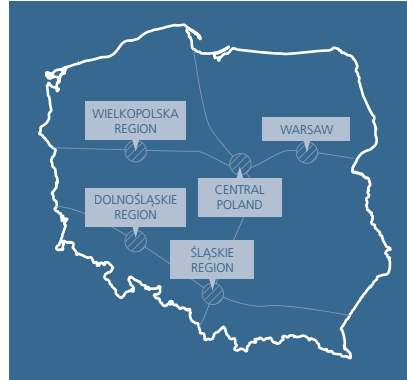 WIELKOPOLSKA
REGION
WARSAW
CENTRAL
POLAND
DOLNOŚLĄSKIE
REGION
ŚLĄSKIE
REGION